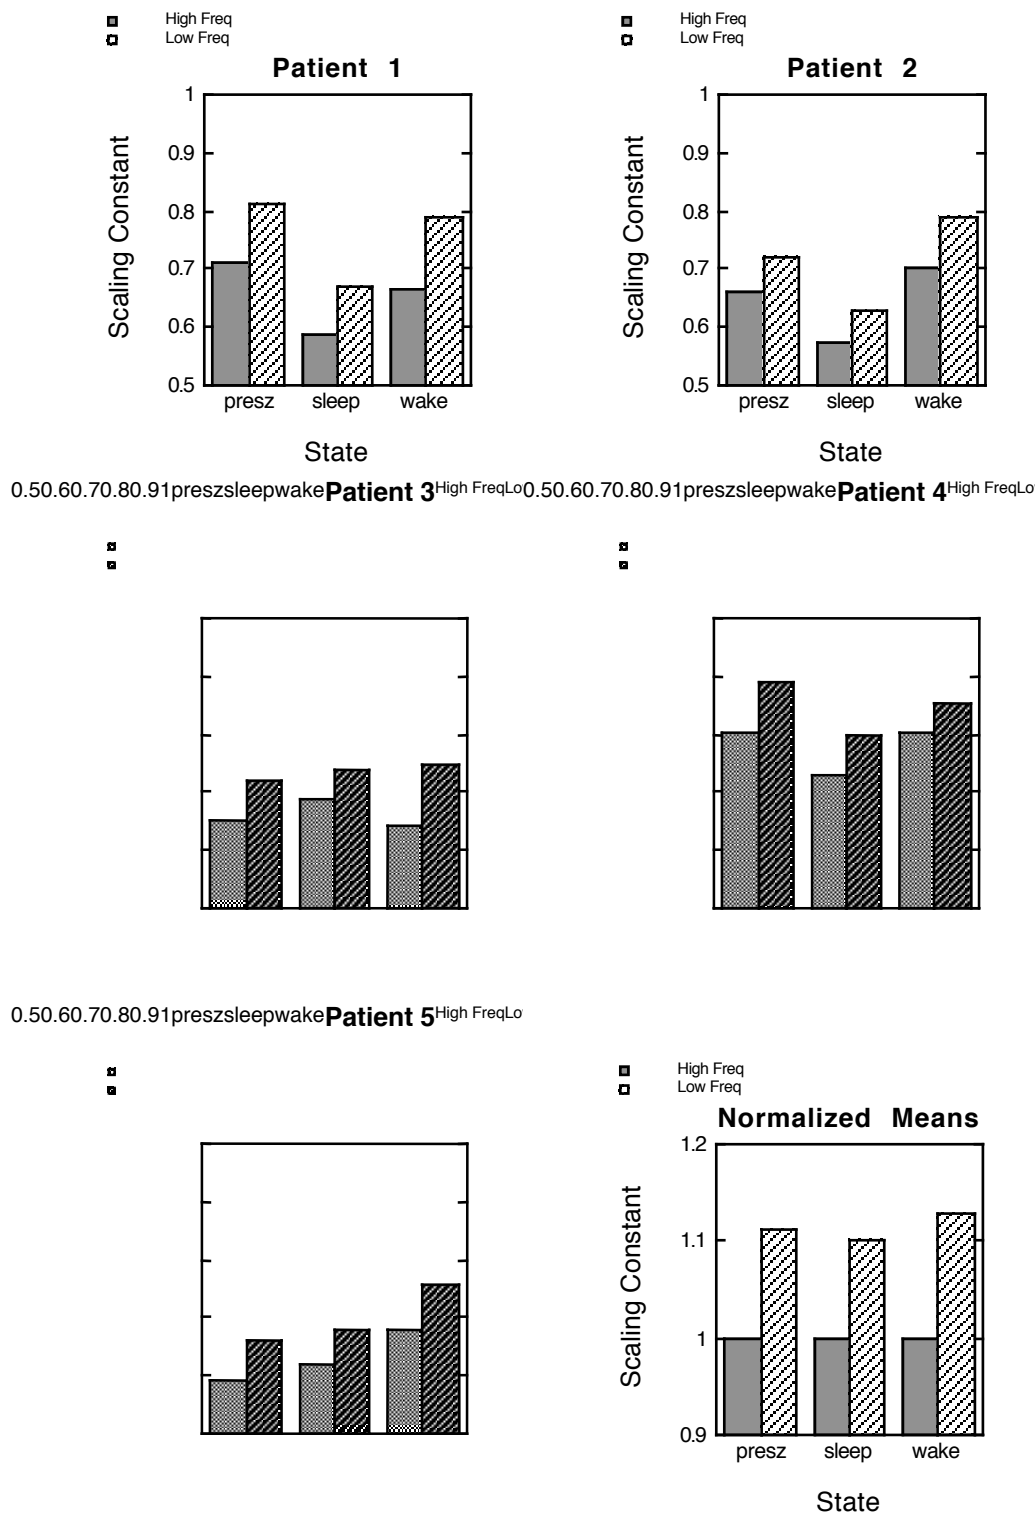 High Freq
Low Freq
Patient 1
1
0.9
0.8
0.7
0.6
0.5
Scaling Constant
presz sleep wake
State
High Freq
Low Freq
Patient 2
1
0.9
0.8
0.7
0.6
0.5
Scaling Constant
presz sleep wake
State
0.50.60.70.80.91preszsleepwakePatient 3High FreqLo
0.50.60.70.80.91preszsleepwakePatient 4High FreqLo
0.50.60.70.80.91preszsleepwakePatient 5High FreqLo
High Freq
Low Freq
Normalized Means
1.2
1.1
1
0.9
Scaling Constant
presz sleep wake
State